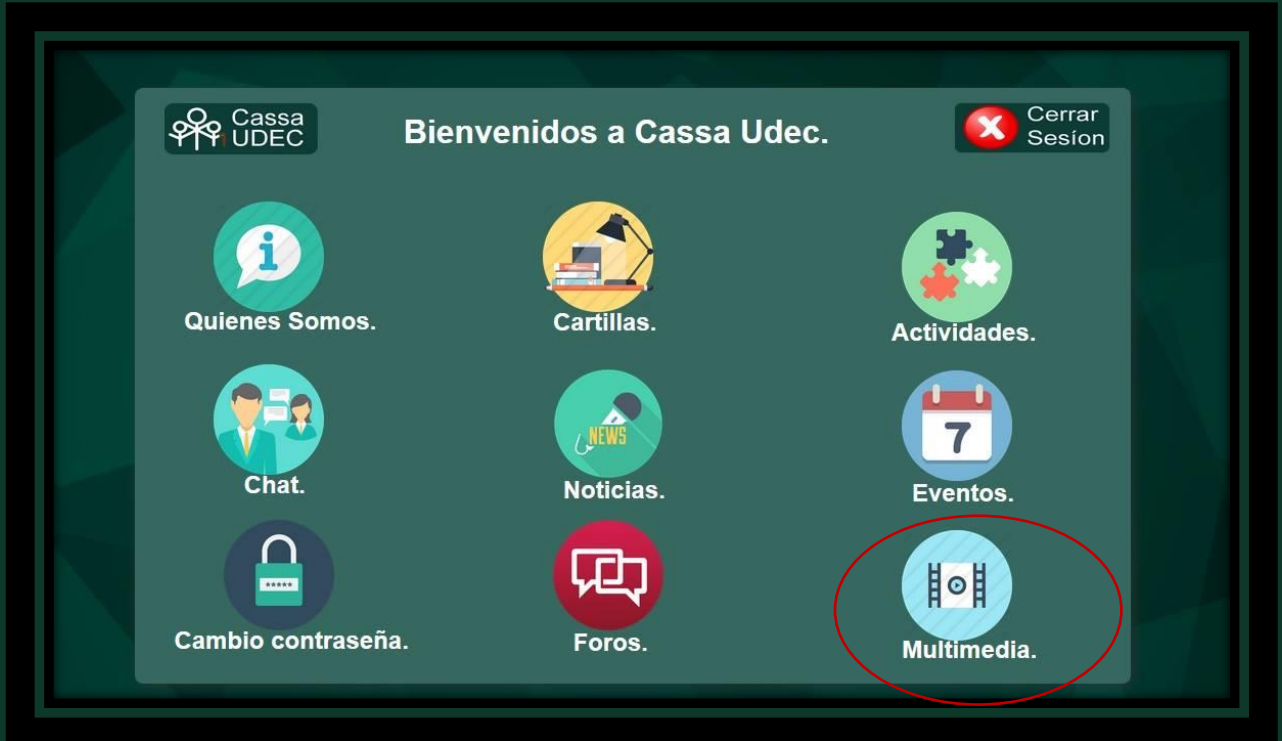 Cassa
UDEC
Bienvenidos a Cassa Udec.
Cerrar
Sesíon
Quienes Somos.
Cartillas.
Actividades.
Chat.
NEWS
Noticias.
7
Eventos.
*****
Cambio contraseña.
Foros.
Multimedia.